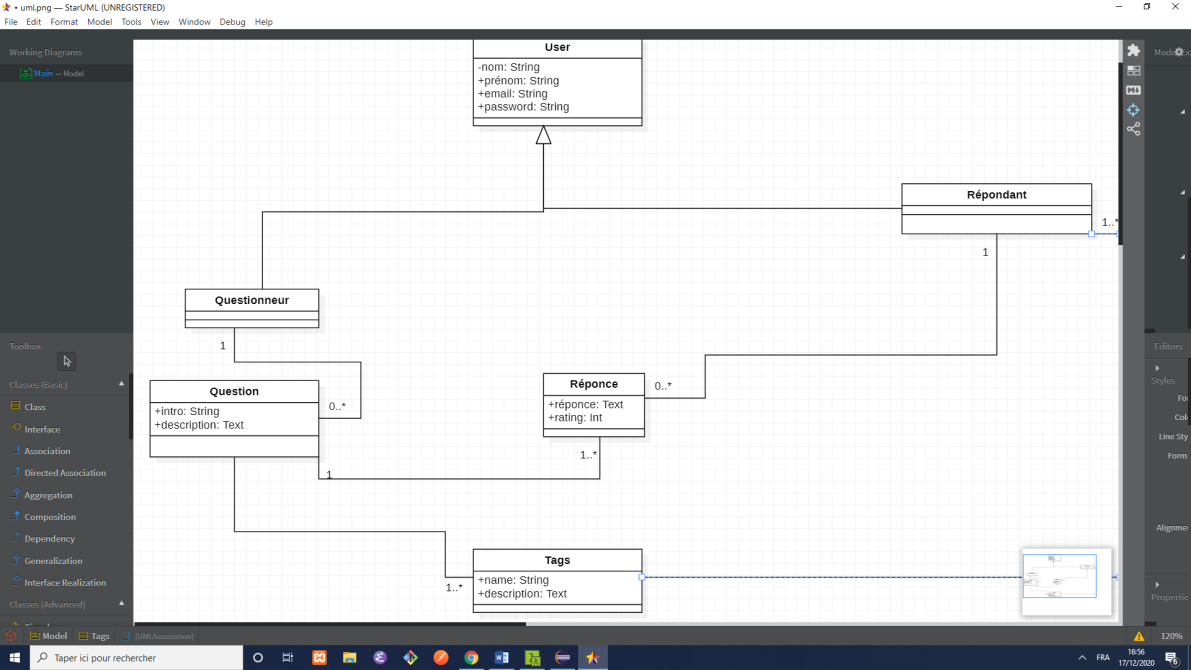 • uml.png — StarUML (UNREGISTERED)
File Edit Format Model Tools View Window Debug Help
Working Diagrams
Main — Model
User
-nom: String
+prénom: String
+email: String
+password: String
Répondant
1..*
1
Questionneur
1
Question
+intro: String
+description: Text
0..*
1
Réponce
+réponce: Text
+rating: Int
0..*
1..*
Tags
+name: String
+description: Text
1..*
Toolbox
Classes (Basic)
Class
Interface
Association
Directed Association
Aggregation
Composition
Dependency
Generalization
Interface Realization
Classes (Advanced)
Editors
Styles
Line Sty
Form
Alignme
Propertie
Model Tags [UMLAssociation]
120%
Taper ici pour rechercher
FRA
16:56
17/12/2020
6